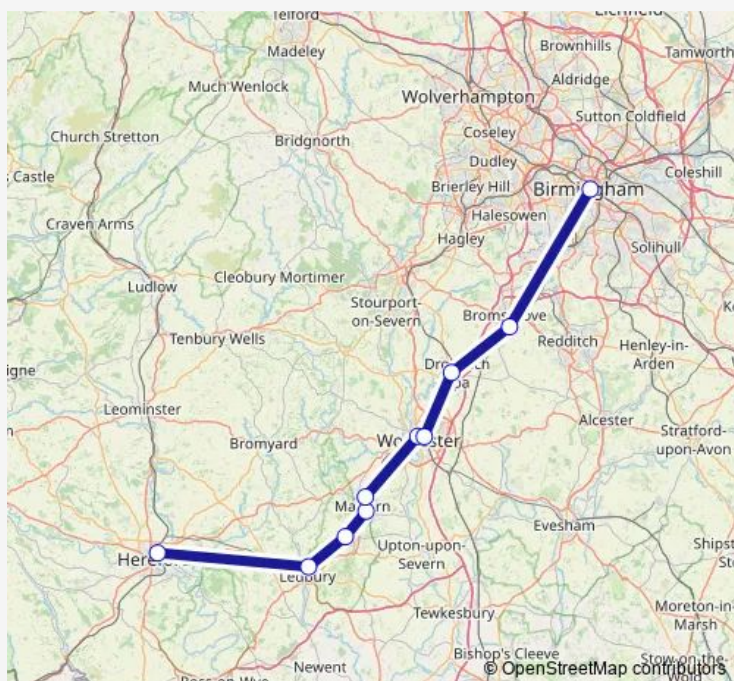 Telford
Lichfield
Madeley
Brownhills
Tamworth
Aldridge
Much Wenlock
Wolverhampton
Sutton Coldfield
Church Stretton
Bridgnorth
Coseley
Dudley
Coleshill
Castle
Brierley Hill
Birmingham
Craven Arms
Halesowen
Hagley
Solihull
Cleobury Mortimer
Ludlow
Stourport-
on-Severn
Tenbury Wells
Redditch
Henley-in-
Arden
Leominster
Bromyard
Alcester
Stratford-
upon-Avon
Evesham
Upton-upon-
Severn
Ledbury
Tewkesbury
Moreton-in-
Marsh
Newent
Bishop's Cleeve
© OpenStreetMap contributors